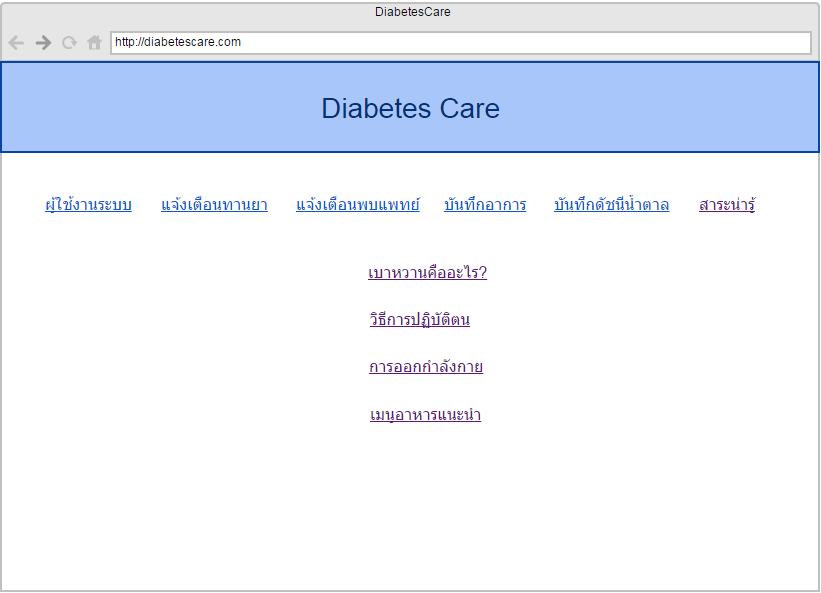 DiabetesCare
http://diabetescare.com
Diabetes Care
ผู้ใช้งานระบบ แจ้งเตือนทานยา แจ้งเตือนพบแพทย์ บันทึกอาการ บันทึกดัชนีน้ำตาล สาระน่ารู้
เบาหวานคืออะไร?
วิธีการปฏิบัติตน
การออกกำลังกาย
เมนูอาหารแนะนำ